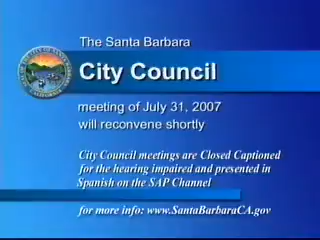 The Santa Barbara
City Council
meeting of July 31, 2007
will reconvene shortly
City Council meetings are Closed Captioned
for the hearing impaired and presented in
Spanish on the SAP Channel
for more info: www.SantaBarbaraCA.gov